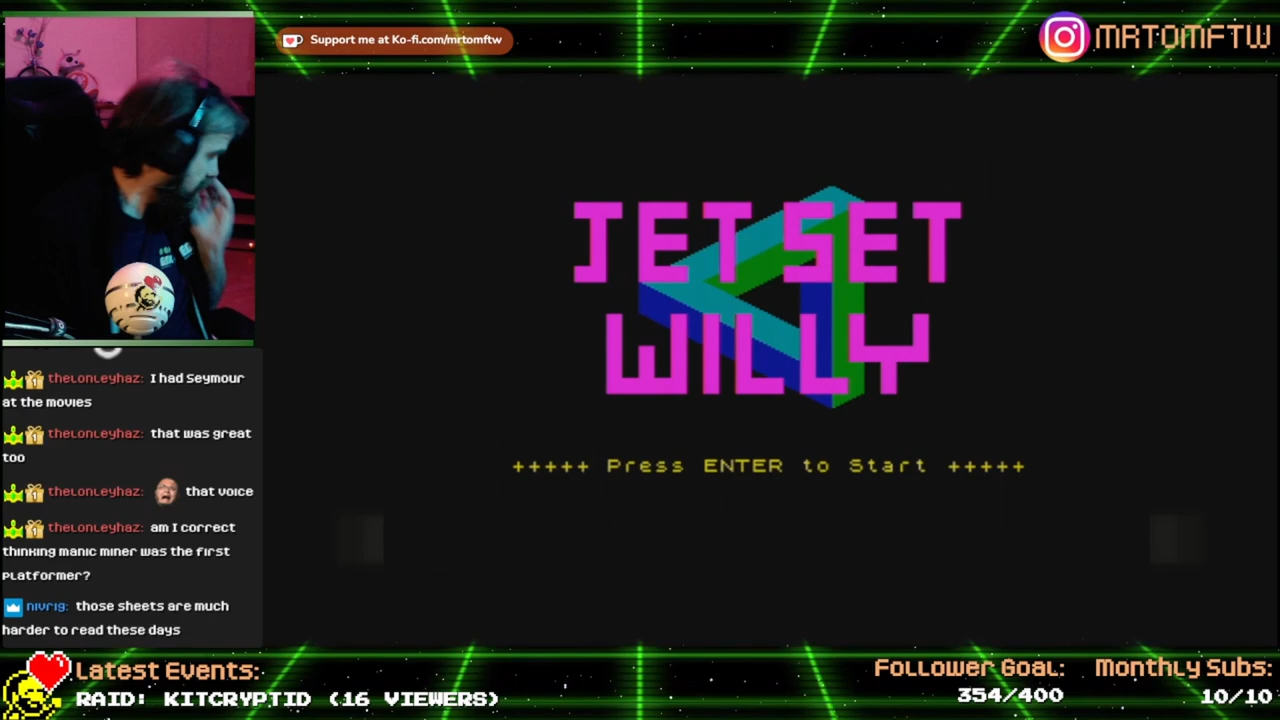 Support me at Ko-fi.com/mrtomftw
MRTOMFTW
JET SET
WILLY
+++++ Press ENTER to Start +++++
thelonleyhaz: I had Seymour
at the movies
thelonleyhaz: that was great
too
thelonleyhaz: that voice
thelonleyhaz: am I correct
thinking manic miner was the first
platformer?
nivrig: those sheets are much
harder to read these days
Latest Events:
RAID: KITCRYPTID (16 VIEWERS)
Follower Goal:
354/400
Monthly Subs:
10/10